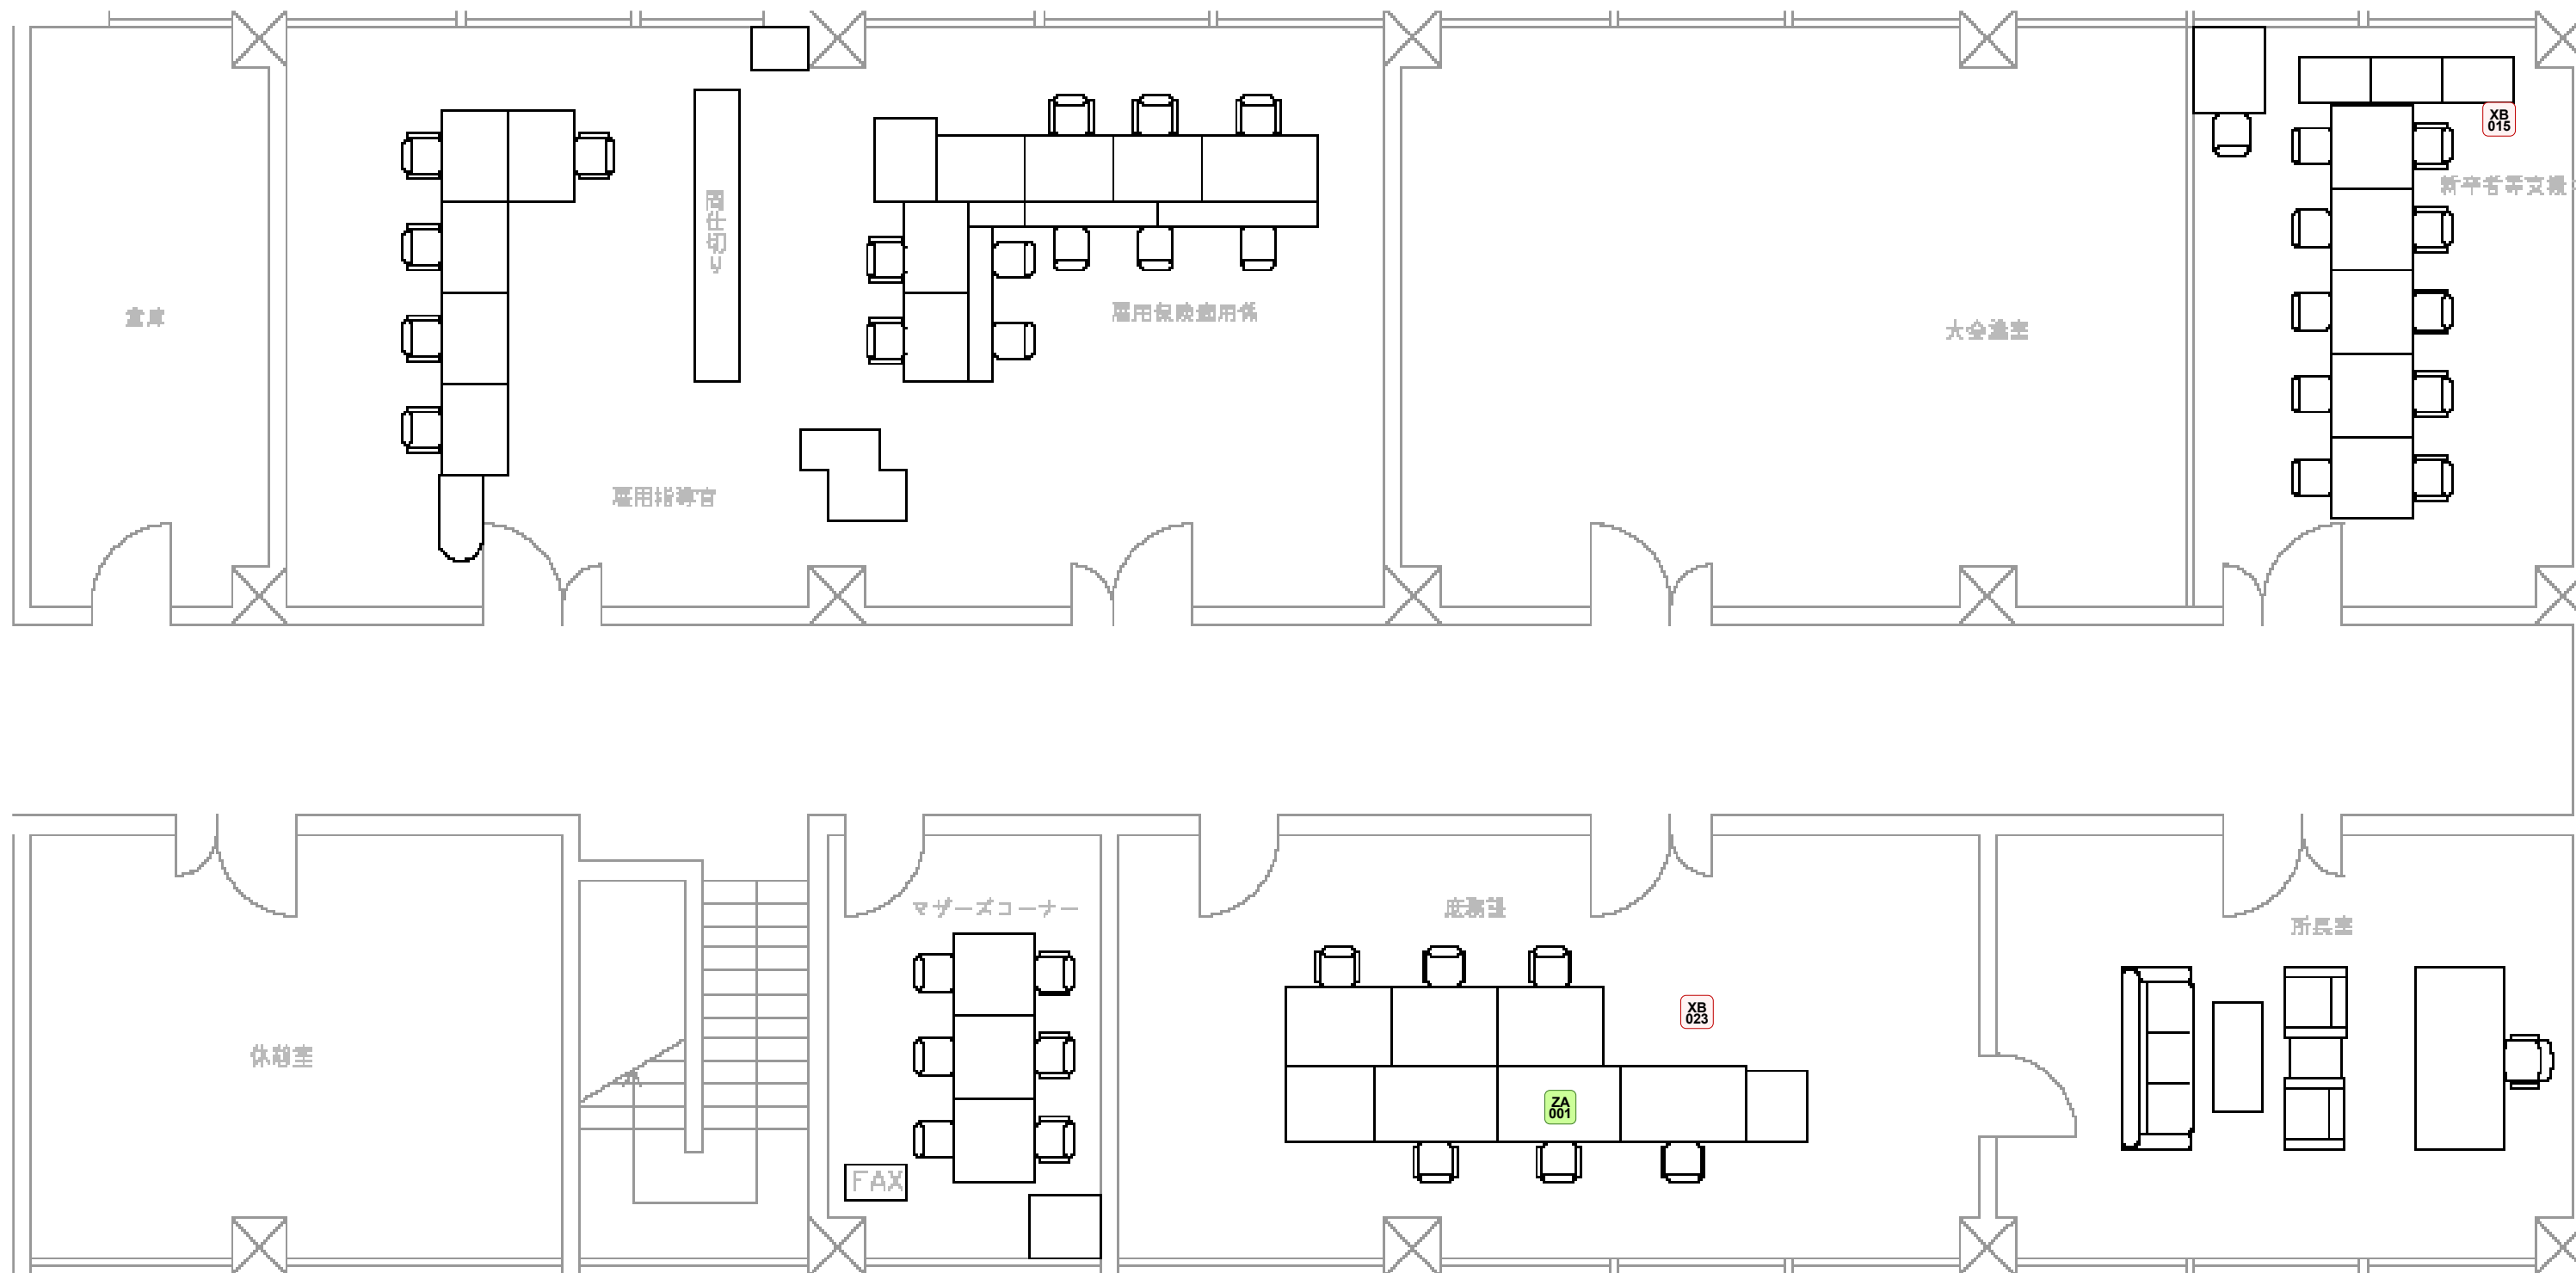 XB
015
間仕切り
新卒者等支援
雇用保険適用係
倉庫
大会議室
雇用指導官
マザーズコーナー
庶務課
所長室
XB
023
休憩室
ZA
001
FAX